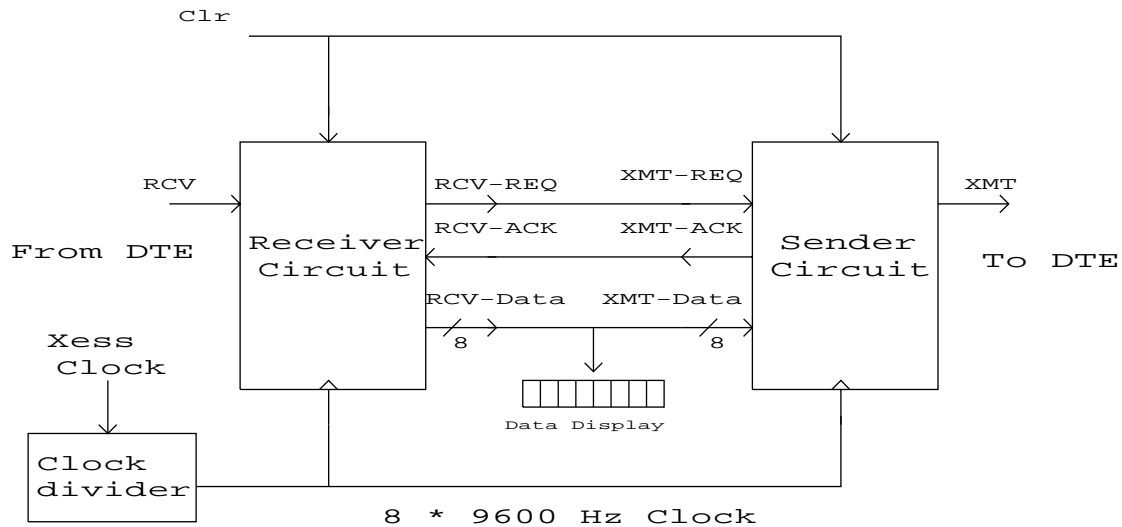 Clr
RCV
RCV-REQ
XMT-REQ
XMT
RCV-ACK
XMT-ACK
From DTE
Receiver
Circuit
Sender
Circuit
To DTE
RCV-Data
XMT-Data
8
8
Xess
Clock
Data Display
Clock
divider
8 * 9600 Hz Clock